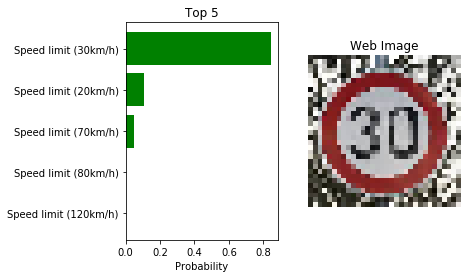 Top 5
Speed limit (30km/h)
Speed limit (20km/h)
Speed limit (70km/h)
Speed limit (80km/h)
Speed limit (120km/h)
0.0 0.2 0.4 0.6 0.8
Probability
Web Image
30